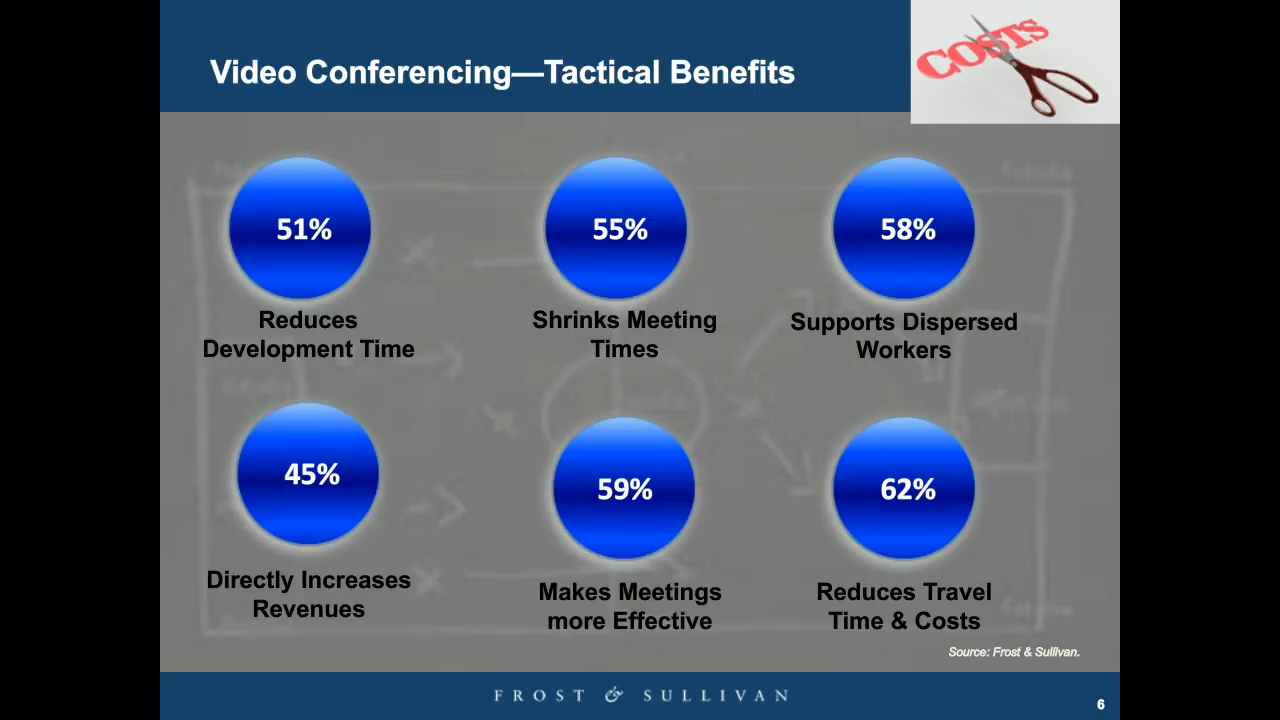 Video Conferencing—Tactical Benefits
COSTS
51%
55%
58%
Reduces
Development Time
Shrinks Meeting
Times
Supports Dispersed
Workers
45%
59%
62%
Directly Increases
Revenues
Makes Meetings
more Effective
Reduces Travel
Time & Costs
Source: Frost & Sullivan.
FROST & SULLIVAN
6